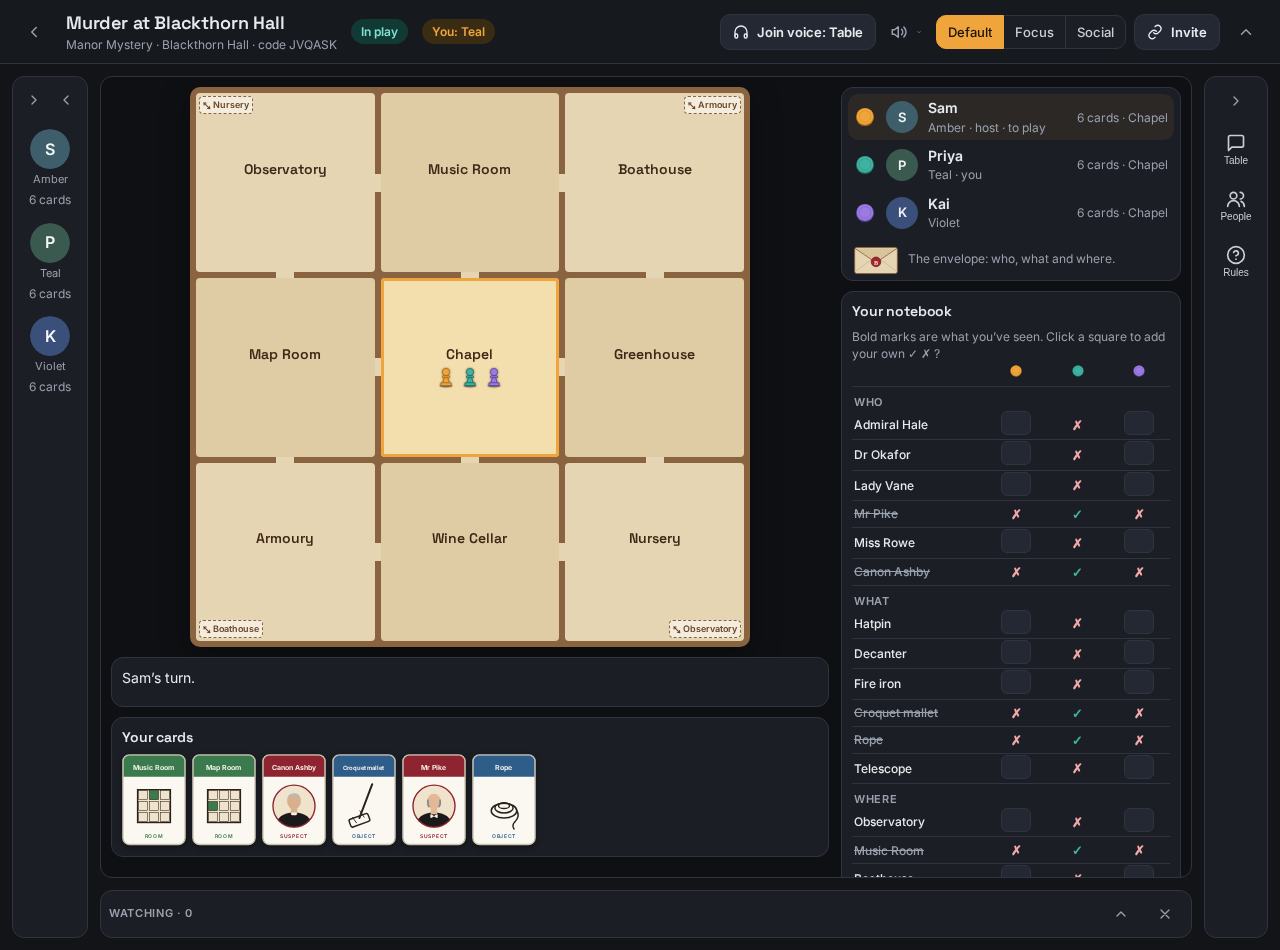 Murder at Blackthorn Hall
Manor Mystery · Blackthorn Hall · code JVQASK
In play
You: Teal
Join voice: Table
Default
Focus
Social
Invite
S
Amber
6 cards
P
Teal
6 cards
K
Violet
6 cards
Nursery
Observatory
Music Room
Armoury
Boathouse
Map Room
Chapel
Greenhouse
Armoury
Boathouse
Wine Cellar
Nursery
Observatory
Sam’s turn.
Your cards
Music Room
ROOM
Map Room
ROOM
Canon Ashby
SUSPECT
Croquet mallet
OBJECT
Mr Pike
SUSPECT
Rope
OBJECT
S
Sam
Amber · host · to play
6 cards · Chapel
P
Priya
Teal · you
6 cards · Chapel
K
Kai
Violet
6 cards · Chapel
B
The envelope: who, what and where.
Your notebook
Bold marks are what you’ve seen. Click a square to add
your own ✓ ✗ ?
WHO
Admiral Hale ✗
Dr Okafor ✗
Lady Vane ✗
Mr Pike ✗ ✓ ✗
Miss Rowe ✗
Canon Ashby ✗ ✓ ✗
WHAT
Hatpin ✗
Decanter ✗
Fire iron ✗
Croquet mallet ✗ ✓ ✗
Rope ✗ ✓ ✗
Telescope ✗
WHERE
Observatory ✗
Music Room ✗ ✓ ✗
Boathouse ✗
Table
People
Rules
WATCHING · 0